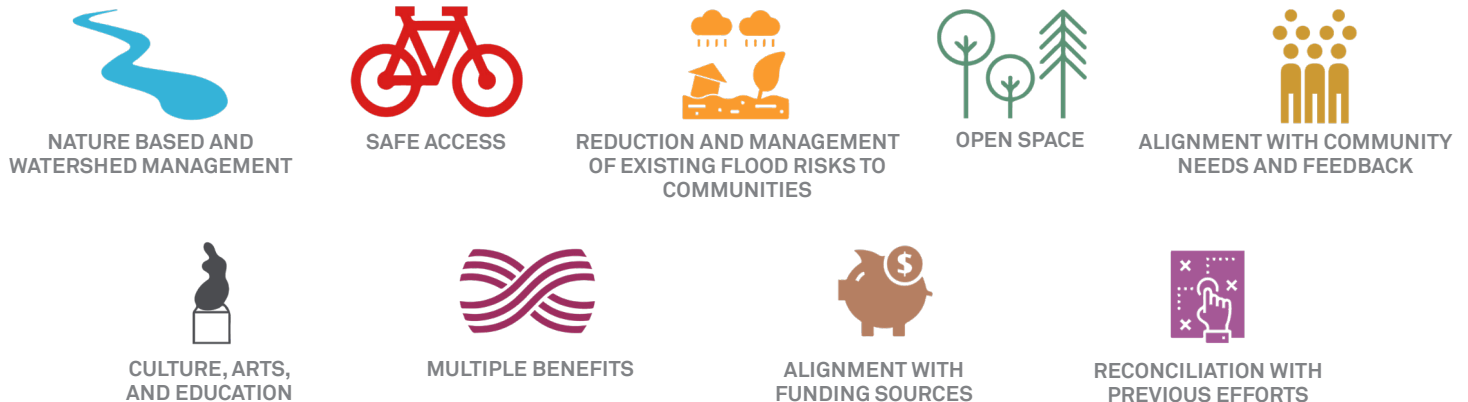 NATURE BASED AND
WATERSHED MANAGEMENT
SAFE ACCESS
REDUCTION AND MANAGEMENT
OF EXISTING FLOOD RISKS TO
COMMUNITIES
OPEN SPACE
ALIGNMENT WITH COMMUNITY
NEEDS AND FEEDBACK
CULTURE, ARTS,
AND EDUCATION
MULTIPLE BENEFITS
$
ALIGNMENT WITH
FUNDING SOURCES
RECONCILIATION WITH
PREVIOUS EFFORTS